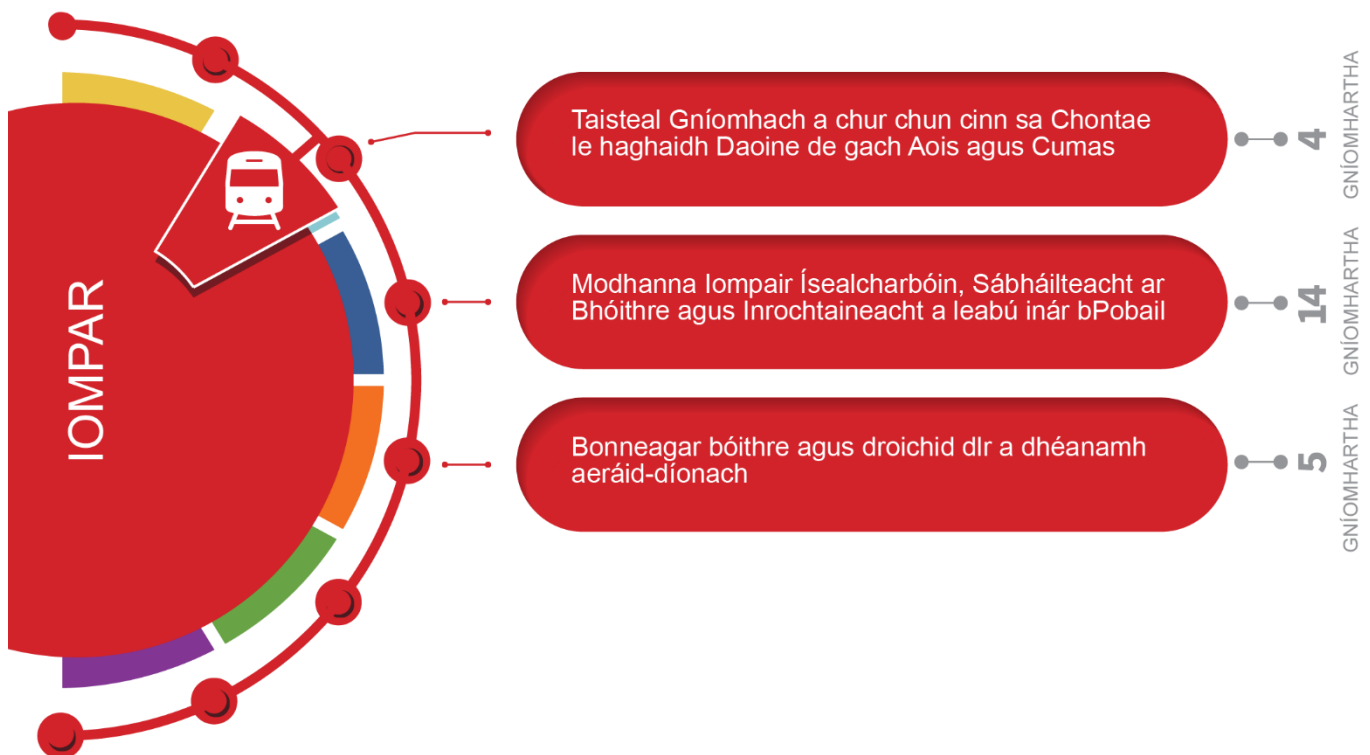 IOMPAR
Taisteal Gníomhach a chur chun cinn sa Chontae
le haghaidh Daoine de gach Aois agus Cumas
4
GNÍOMHARTHA
Modhanna Iompair Ísealcharbóin, Sábháilteacht ar
Bhóithre agus Inrochtaineacht a leabú inár bPobail
14
GNÍOMHARTHA
Bonneagar bóithre agus droichid dlr a dhéanamh
aeráid-díonach
5
GNÍOMHARTHA